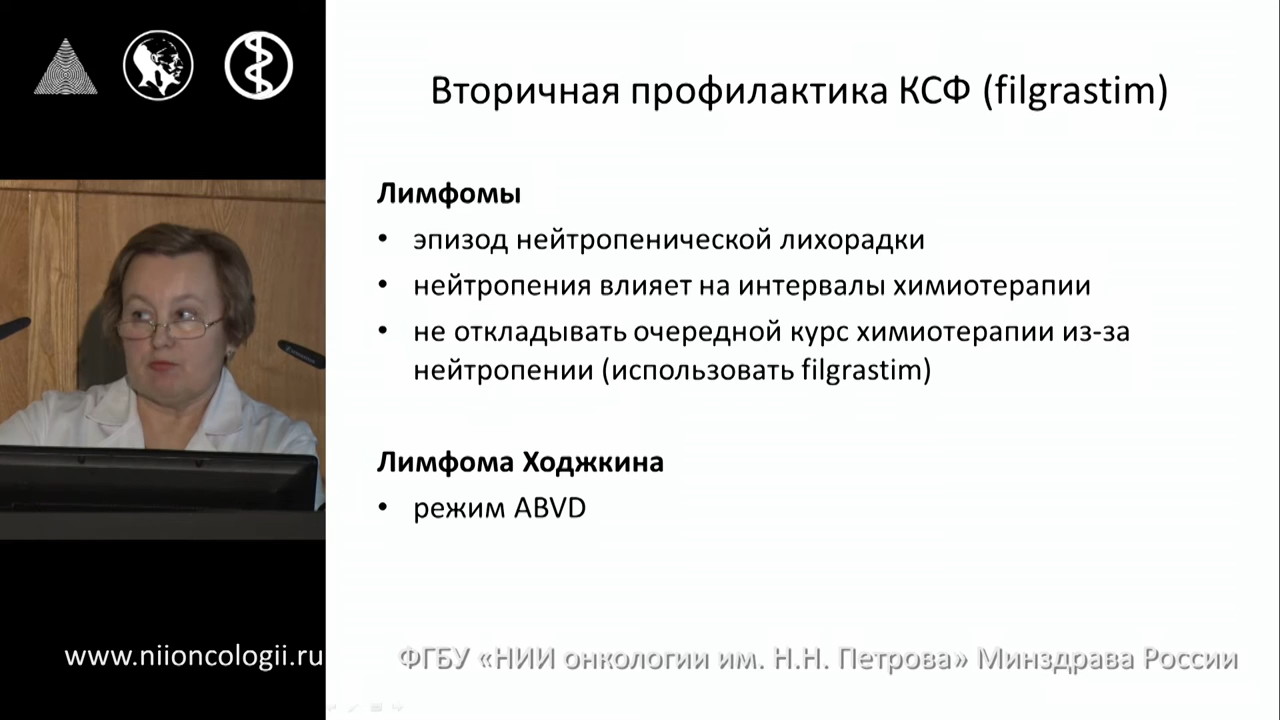 Вторичная профилактика КСФ (filgrastim)
Лимфомы
• эпизод нейтропенической лихорадки
• нейтропения влияет на интервалы химиотерапии
• не откладывать очередной курс химиотерапии из-за
нейтропении (использовать filgrastim)
Лимфома Ходжкина
• режим ABVD
www.niioncologii.ru
ФГБУ «НИИ онкологии им. Н.Н. Петрова» Минздрава России